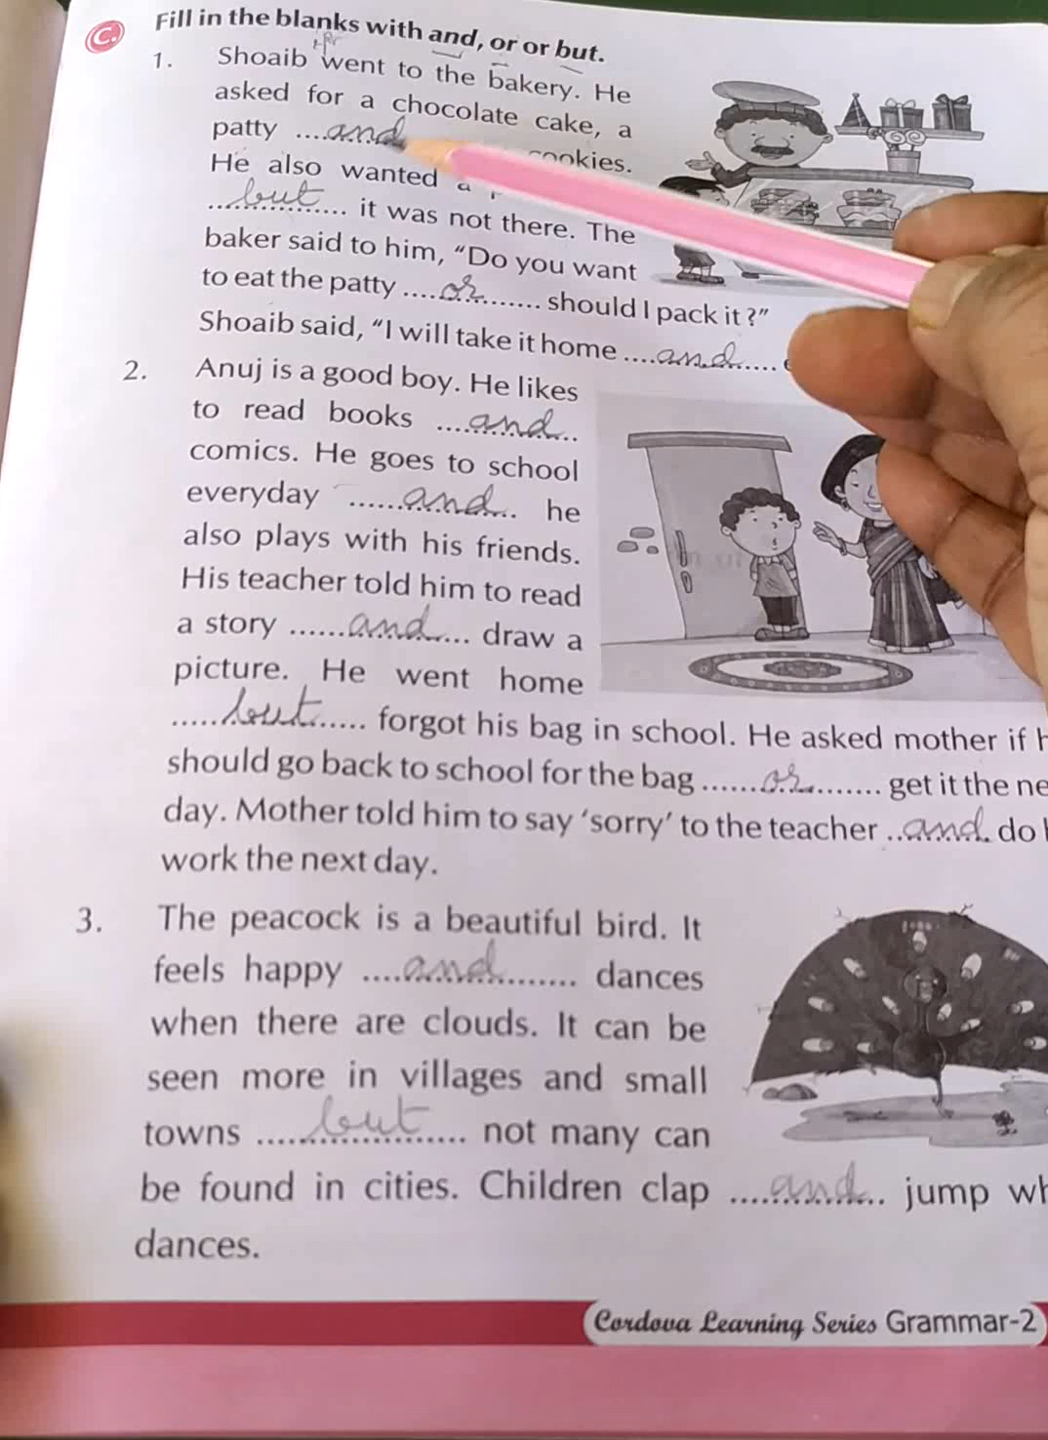 C. Fill in the blanks with and, or or but.
1. Shoaib went to the bakery. He
asked for a chocolate cake, a
patty ....and cookies.
He also wanted a
....but.... it was not there. The
baker said to him, “Do you want
to eat the patty ....or........ should I pack it?”
Shoaib said, “I will take it home ....and.....
2. Anuj is a good boy. He likes
to read books ....and....
comics. He goes to school
everyday ......and... he
also plays with his friends.
His teacher told him to read
a story ......and.... draw a
picture. He went home
.....but..... forgot his bag in school. He asked mother if
should go back to school for the bag ......or........ get it the
day. Mother told him to say ‘sorry’ to the teacher ..and.. do
work the next day.
3. The peacock is a beautiful bird. It
feels happy ....and........ dances
when there are clouds. It can be
seen more in villages and small
towns ....but.... not many can
be found in cities. Children clap ....and.... jump
dances.
Cordova Learning Series Grammar-2